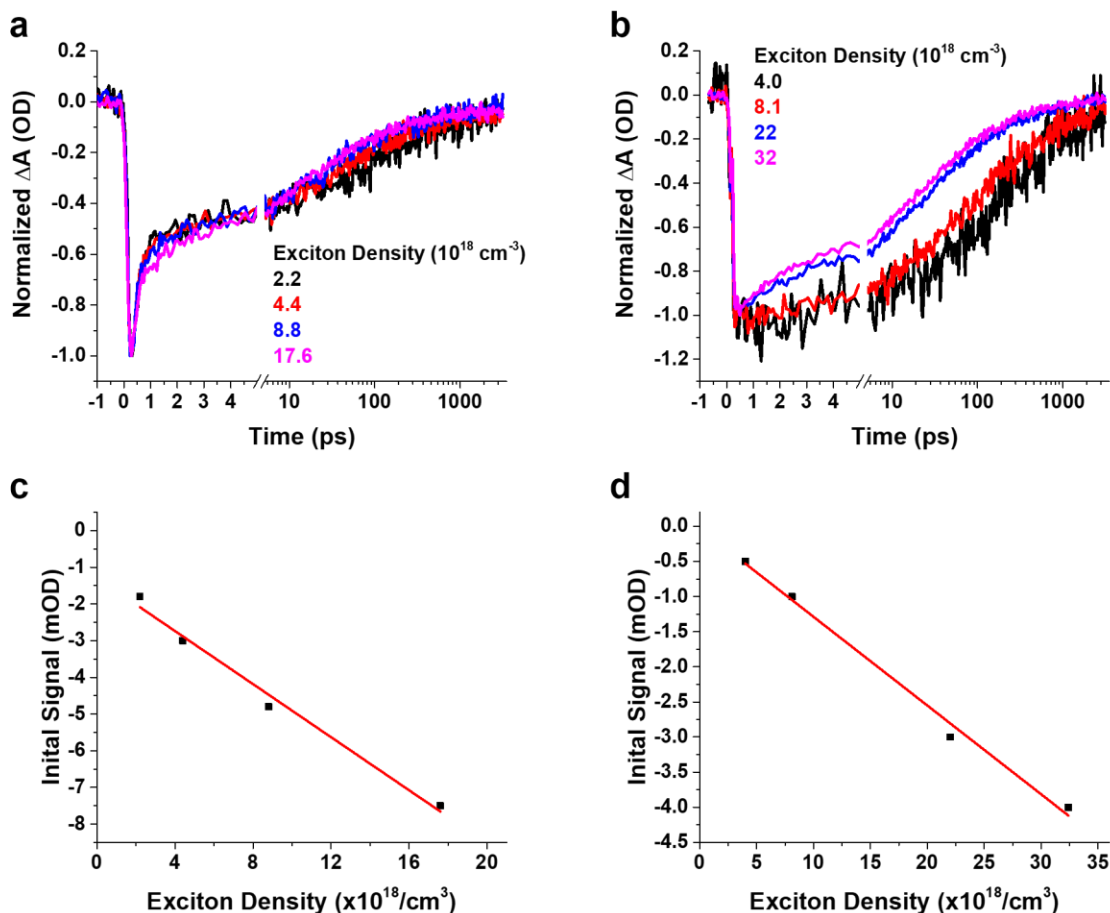 a
0.2
0.0
-0.2
-0.4
-0.6
-0.8
-1.0
Normalized ΔA (OD)
Exciton Density (10¹⁸ cm⁻³)
2.2
4.4
8.8
17.6
-1 0 1 2 3 4 10 100 1000
Time (ps)
b
0.2
0.0
-0.2
-0.4
-0.6
-0.8
-1.0
-1.2
Normalized ΔA (OD)
Exciton Density (10¹⁸ cm⁻³)
4.0
8.1
22
32
-1 0 1 2 3 4 10 100 1000
Time (ps)
c
0
-1
-2
-3
-4
-5
-6
-7
-8
Inital Signal (mOD)
0 4 8 12 16 20
Exciton Density (x10¹⁸/cm³)
d
0.0
-0.5
-1.0
-1.5
-2.0
-2.5
-3.0
-3.5
-4.0
-4.5
Inital Signal (mOD)
0 5 10 15 20 25 30 35
Exciton Density (x10¹⁸/cm³)